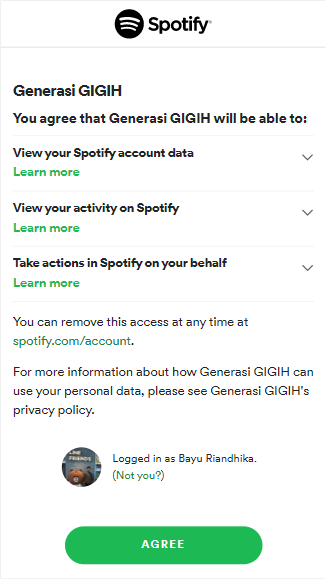 Spotify®
Generasi GIGIH
You agree that Generasi GIGIH will be able to:
View your Spotify account data
Learn more
View your activity on Spotify
Learn more
Take actions in Spotify on your behalf
Learn more
You can remove this access at any time at
spotify.com/account.
For more information about how Generasi GIGIH can
use your personal data, please see Generasi GIGIH's
privacy policy.
LINE
FRIENDS
Logged in as Bayu Riandhika.
(Not you?)
AGREE